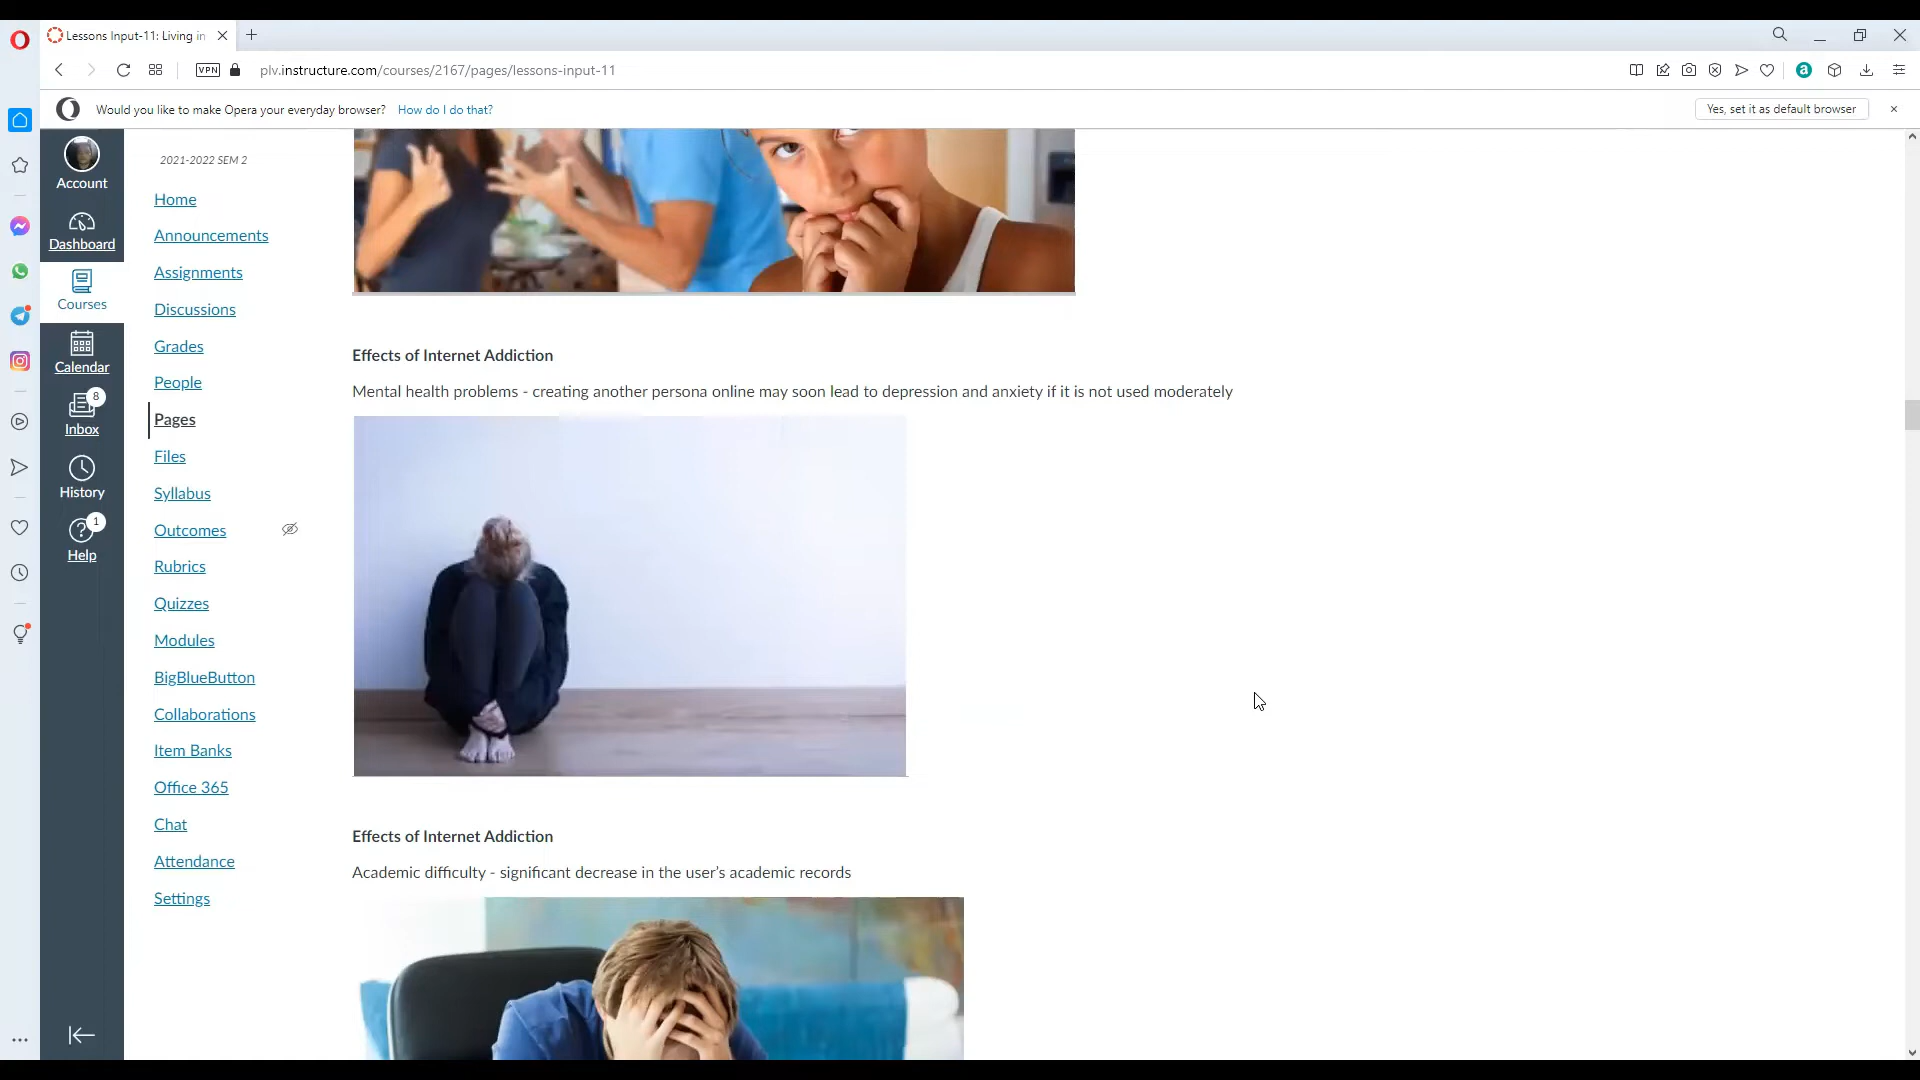 Lessons Input-11: Living in
VPN
plv.instructure.com/courses/2167/pages/lessons-input-11
a
Would you like to make Opera your everyday browser? How do I do that?
Yes, set it as default browser
Account
Dashboard
Courses
Calendar
8
Inbox
History
1
Help
2021-2022 SEM 2
Home
Announcements
Assignments
Discussions
Grades
People
Pages
Files
Syllabus
Outcomes
Rubrics
Quizzes
Modules
BigBlueButton
Collaborations
Item Banks
Office 365
Chat
Attendance
Settings
Effects of Internet Addiction
Mental health problems - creating another persona online may soon lead to depression and anxiety if it is not used moderately
Effects of Internet Addiction
Academic difficulty - significant decrease in the user’s academic records